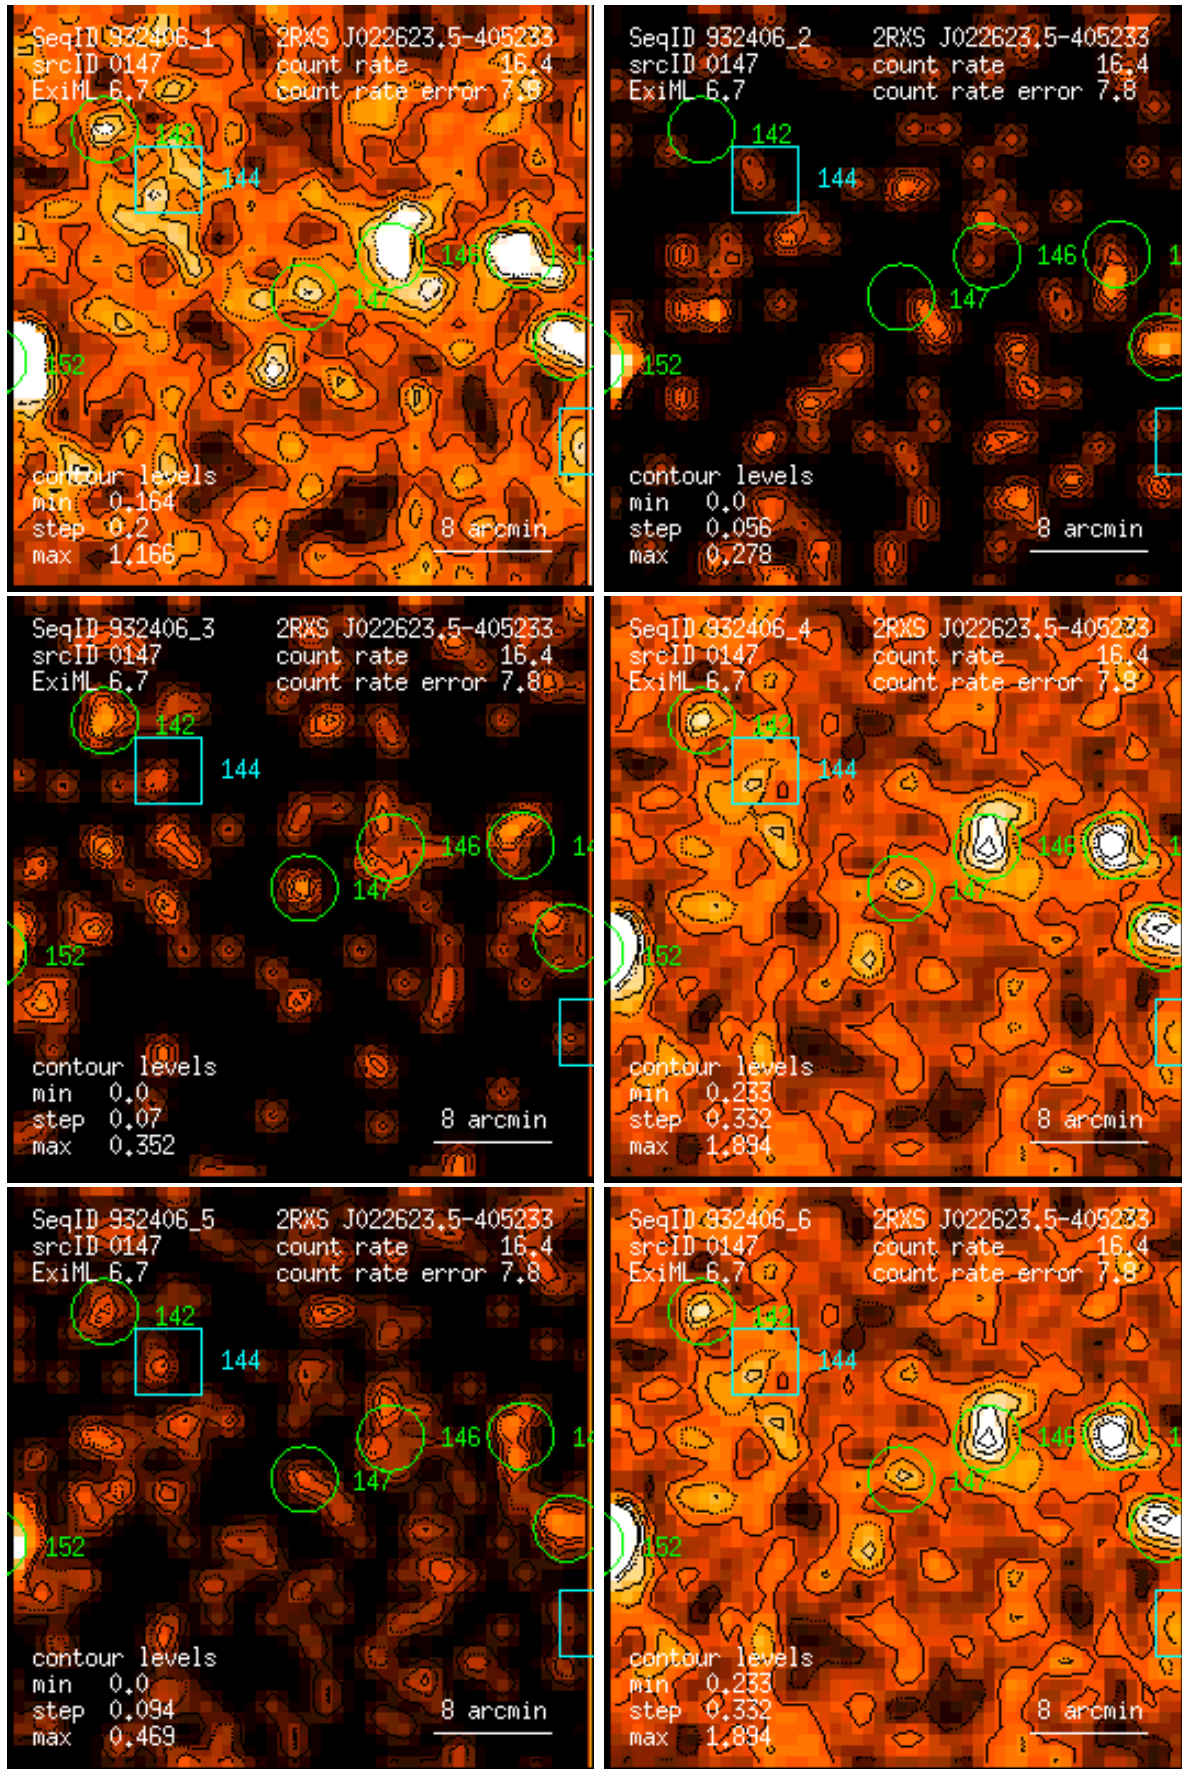 SeqID 932406_1 2RXS J022623.5-405233
srcID 0147 count rate 16.4
ExiML 6.7 count rate error 7.8
142
144
146 14
147
152
contour levels
min 0.164
step 0.2
max 1.166
8 arcmin
SeqID 932406_2 2RXS J022623.5-405233
srcID 0147 count rate 16.4
ExiML 6.7 count rate error 7.8
142
144
146 1
147
152
contour levels
min 0.0
step 0.056
max 0.278
8 arcmin
SeqID 932406_3 2RXS J022623.5-405233
srcID 0147 count rate 16.4
ExiML 6.7 count rate error 7.8
142
144
146 14
147
152
contour levels
min 0.0
step 0.07
max 0.352
8 arcmin
SeqID 932406_4 2RXS J022623.5-405233
srcID 0147 count rate 16.4
ExiML 6.7 count rate error 7.8
142
144
146 1
147
152
contour levels
min 0.233
step 0.332
max 1.894
8 arcmin
SeqID 932406_5 2RXS J022623.5-405233
srcID 0147 count rate 16.4
ExiML 6.7 count rate error 7.8
142
144
146 14
147
152
contour levels
min 0.0
step 0.094
max 0.469
8 arcmin
SeqID 932406_6 2RXS J022623.5-405233
srcID 0147 count rate 16.4
ExiML 6.7 count rate error 7.8
142
144
146 1
147
152
contour levels
min 0.233
step 0.332
max 1.894
8 arcmin